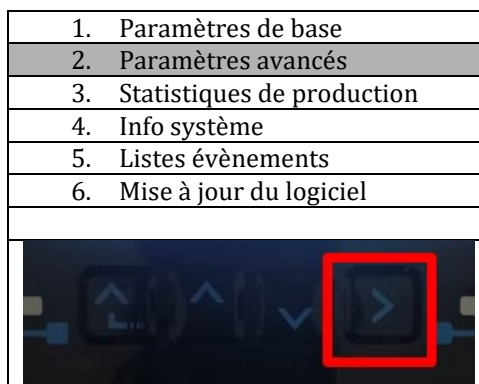 1. Paramètres de base
2. Paramètres avancés
3. Statistiques de production
4. Info système
5. Listes évènements
6. Mise à jour du logiciel